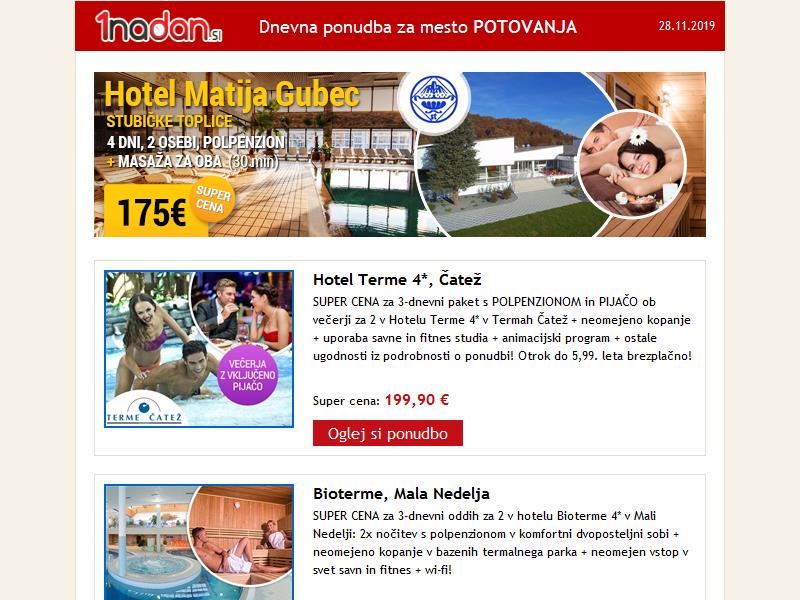 1nadan.si
Dnevna ponudba za mesto POTOVANJA
28.11.2019
Hotel Matija Gubec
STUBIČKE TOPLICE
4 DNI, 2 OSEBI, POLPENZION
+ MASAŽA ZA OBA (30 min)
175€
SUPER
CENA
Hotel Terme 4*, Čatež
SUPER CENA za 3-dnevni paket s POLPENZIONOM in PIJAČO ob
večerji za 2 v Hotelu Terme 4* v Termah Čatež + neomejeno kopanje
+ uporaba savne in fitnes studia + animacijski program + ostale
ugodnosti iz podrobnosti o ponudbi! Otrok do 5,99. leta brezplačno!
VEČERJA
Z VKLJUČENO
PIJAČO
TERME ČATEŽ
Super cena: 199,90 €
Oglej si ponudbo
Bioterme, Mala Nedelja
SUPER CENA za 3-dnevni oddih za 2 v hotelu Bioterme 4* v Mali
Nedelji: 2x nočitev s polpenzionom v komfortni dvoposteljni sobi +
neomejeno kopanje v bazenih termalnega parka + neomejen vstop v
svet savn in fitnes + wi-fi!